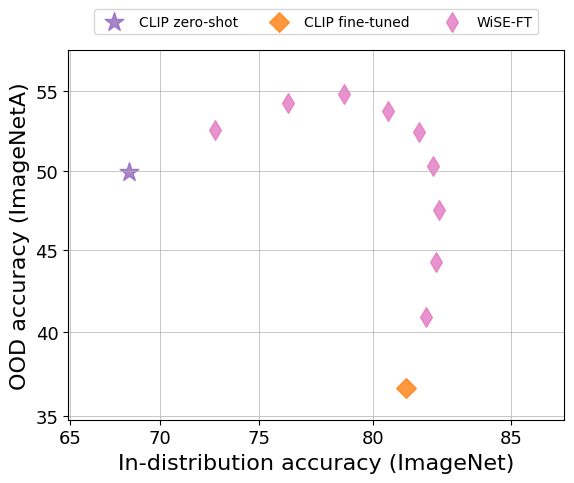 CLIP zero-shot CLIP fine-tuned WiSE-FT
OOD accuracy (ImageNetA)
55
50
45
40
35
65 70 75 80 85
In-distribution accuracy (ImageNet)